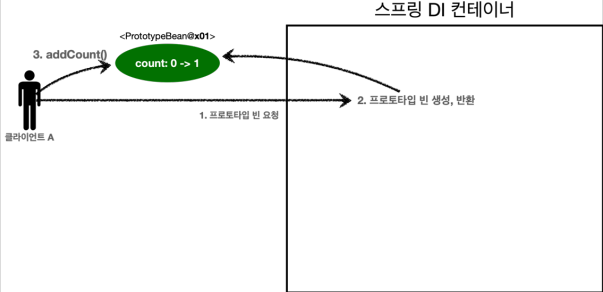 스프링 DI 컨테이너
<PrototypeBean@x01>
3. addCount()
count: 0 -> 1
2. 프로토타입 빈 생성, 반환
1. 프로토타입 빈 요청
클라이언트 A